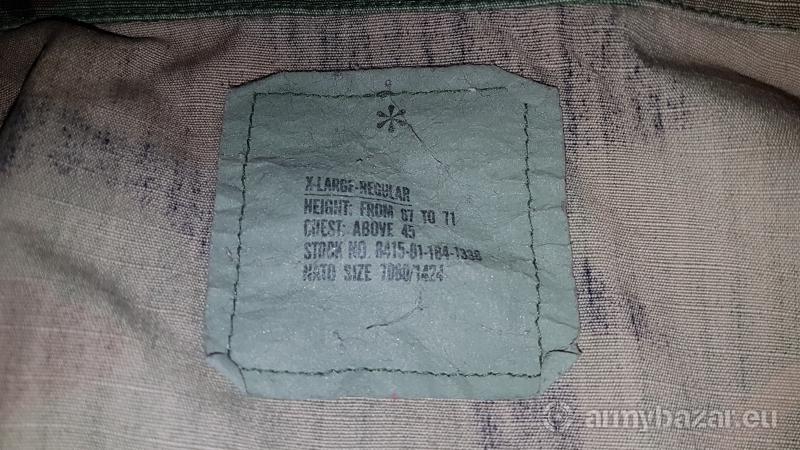 X-LARGE-REGULAR
HEIGHT: FROM 67 TO 71
CHEST: ABOVE 45
STOCK NO. 8415-01-184-1338
NATO SIZE 7080/1424
armybazar.eu